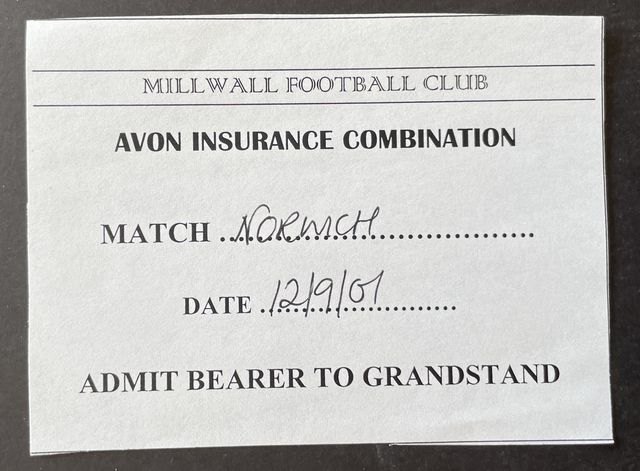 MILLWALL FOOTBALL CLUB
AVON INSURANCE COMBINATION
MATCH ..NORWICH..............................
DATE ..12/9/01.......................
ADMIT BEARER TO GRANDSTAND